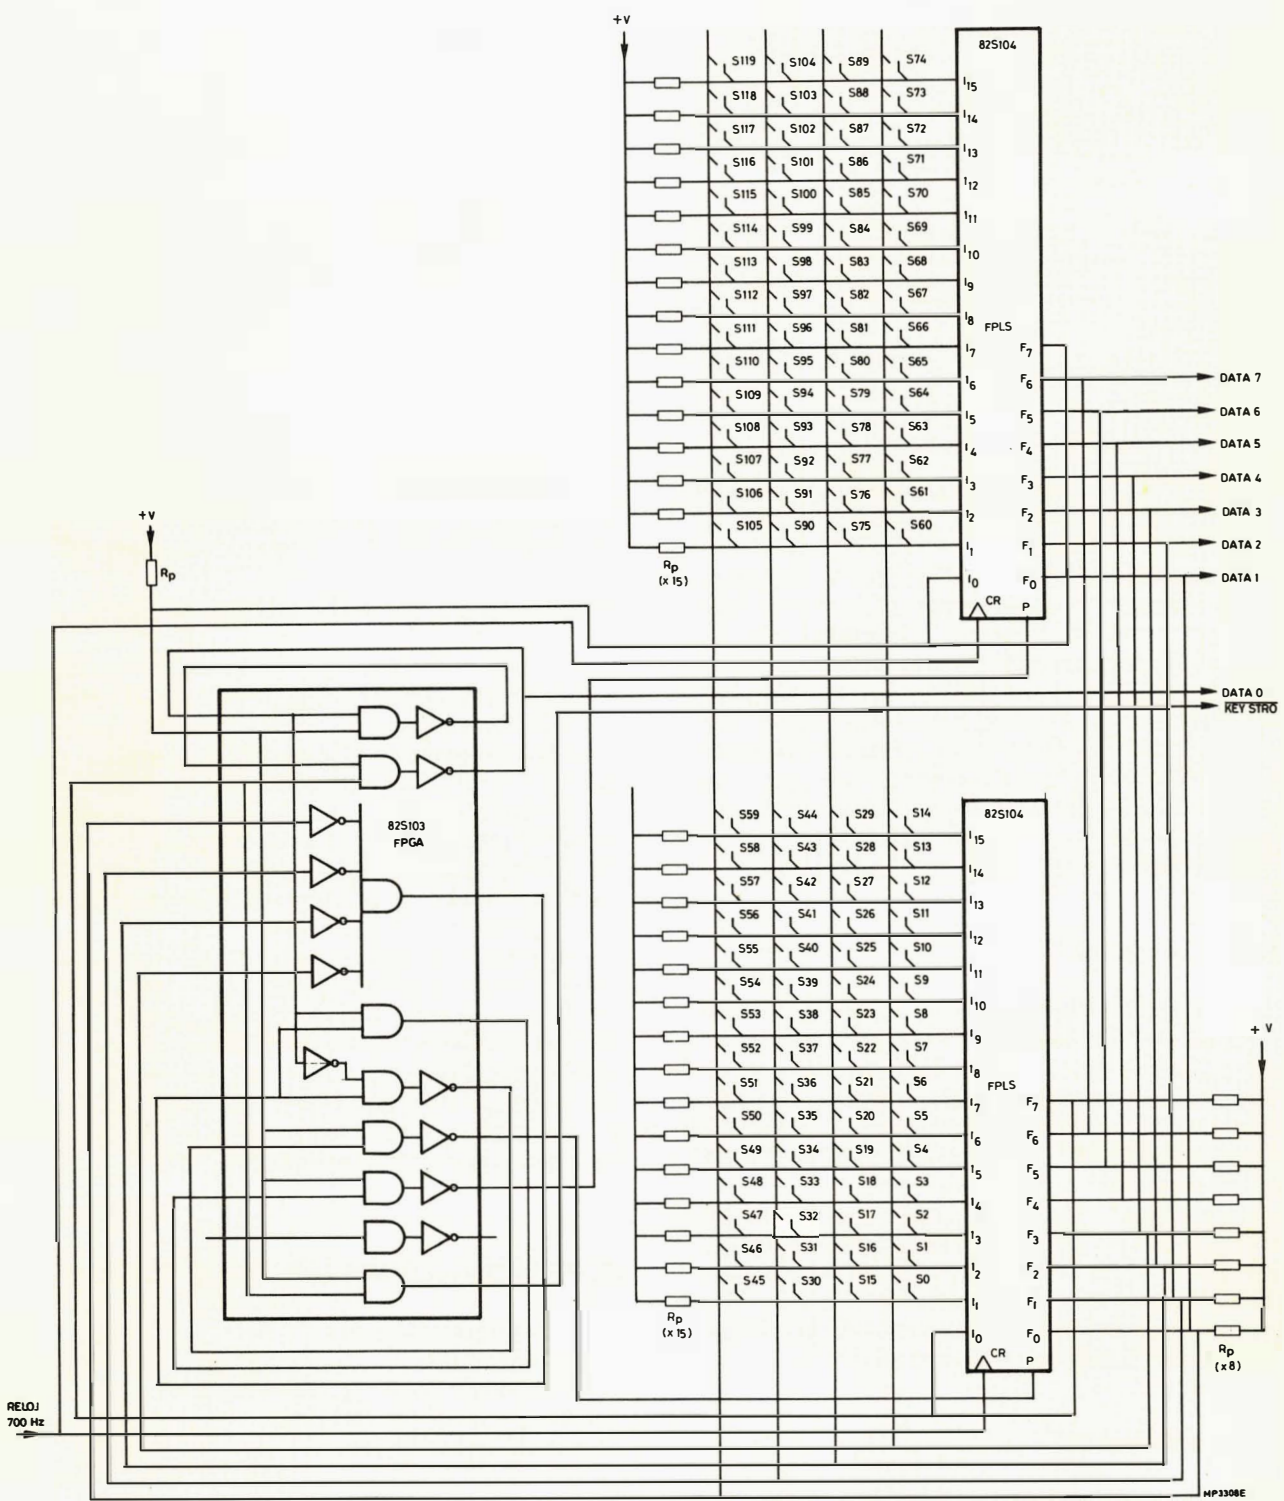 +V
82S104
S119 S104 S89 S74
I15
S118 S103 S88 S73
I14
S117 S102 S87 S72
I13
S116 S101 S86 S71
I12
S115 S100 S85 S70
I11
S114 S99 S84 S69
I10
S113 S98 S83 S68
I9
S112 S97 S82 S67
I8
FPLS
S111 S96 S81 S66
I7 F7
S110 S95 S80 S65
I6 F6 DATA 7
S109 S94 S79 S64
I5 F5 DATA 6
S108 S93 S78 S63
I4 F4 DATA 5
S107 S92 S77 S62
I3 F3 DATA 4
S106 S91 S76 S61
I2 F2 DATA 3
S105 S90 S75 S60
I1 F1 DATA 2
Rp
(x 15)
I0 F0 DATA 1
CR P
+V
Rp
DATA 0
KEY STRO
82S103
FPGA
82S104
S59 S44 S29 S14
I15
S58 S43 S28 S13
I14
S57 S42 S27 S12
I13
S56 S41 S26 S11
I12
S55 S40 S25 S10
I11
S54 S39 S24 S9
I10
S53 S38 S23 S8
I9
S52 S37 S22 S7
I8
FPLS
S51 S36 S21 S6
I7 F7
S50 S35 S20 S5
I6 F6
S49 S34 S19 S4
I5 F5
S48 S33 S18 S3
I4 F4
S47 S32 S17 S2
I3 F3
S46 S31 S16 S1
I2 F2
S45 S30 S15 S0
I1 F1
Rp
(x 15)
I0 F0
CR P
+ V
Rp
(x8)
RELOJ
700 Hz
MP3308E